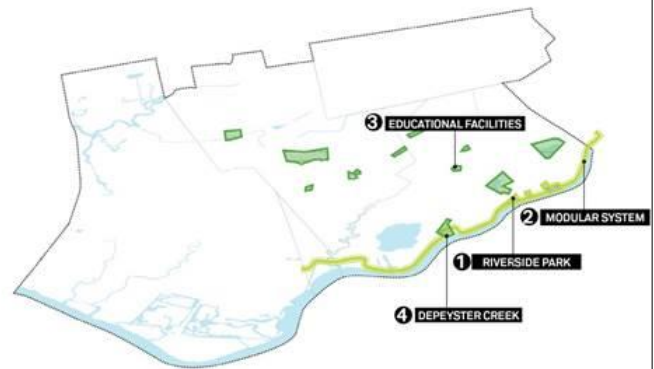 3 EDUCATIONAL FACILITIES
2 MODULAR SYSTEM
1 RIVERSIDE PARK
4 DEPEYSTER CREEK